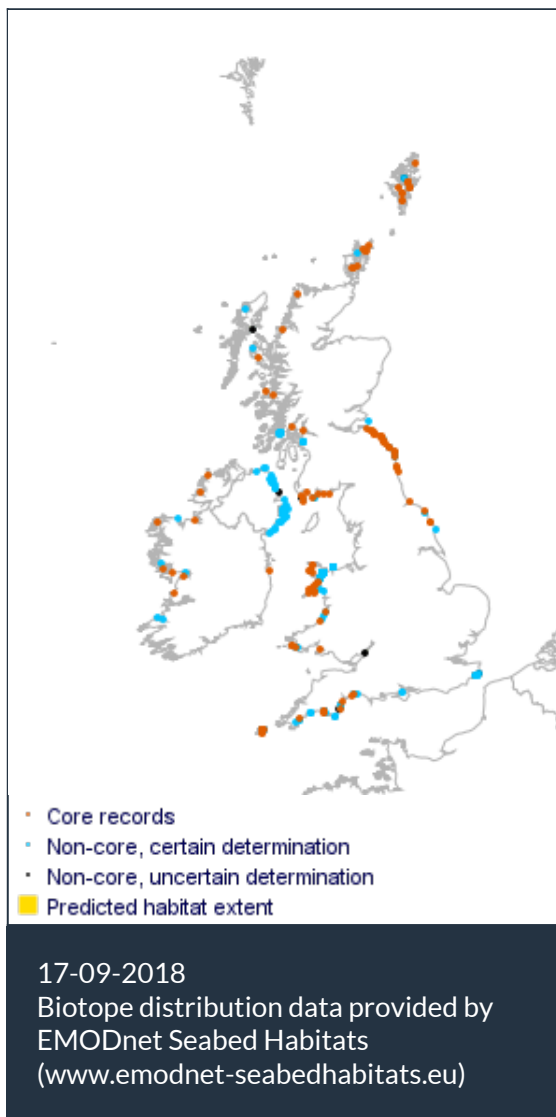 Core records
Non-core, certain determination
Non-core, uncertain determination
Predicted habitat extent
17-09-2018
Biotope distribution data provided by
EMODnet Seabed Habitats
(www.emodnet-seabedhabitats.eu)